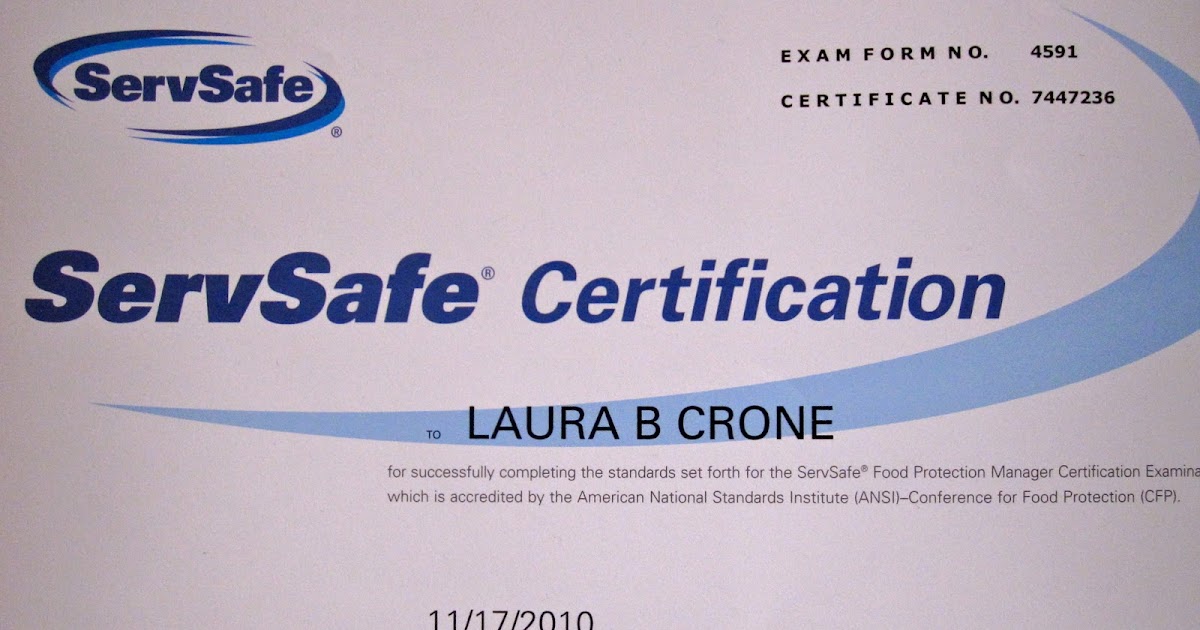 ServSafe®
EXAM FORM NO. 4591
CERTIFICATE NO. 7447236
ServSafe® Certification
TO LAURA B CRONE
for successfully completing the standards set forth for the ServSafe® Food Protection Manager Certification Examina
which is accredited by the American National Standards Institute (ANSI)–Conference for Food Protection (CFP).
11/17/2010